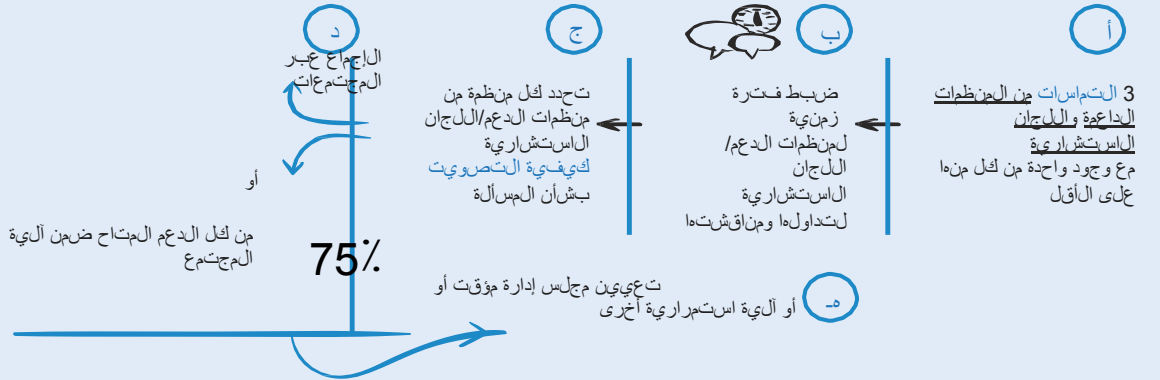 أ
3 التماسات من المنظمات
الداعمة واللجان
الاستشارية
مع وجود واحدة من كل منها
على الأقل
ب
ضبط فترة
زمنية
لمنظمات الدعم/
اللجان
الاستشارية
لتداولها ومناقشتها
ج
تحدد كل منظمة من
منظمات الدعم/اللجان
الاستشارية
كيفية التصويت
بشأن المسألة
د
الإجماع عبر
المجتمعات
أو
75٪
من كل الدعم المتاح ضمن آلية
المجتمع
هـ
تعيين مجلس إدارة مؤقت أو
أو آلية استمرارية أخرى